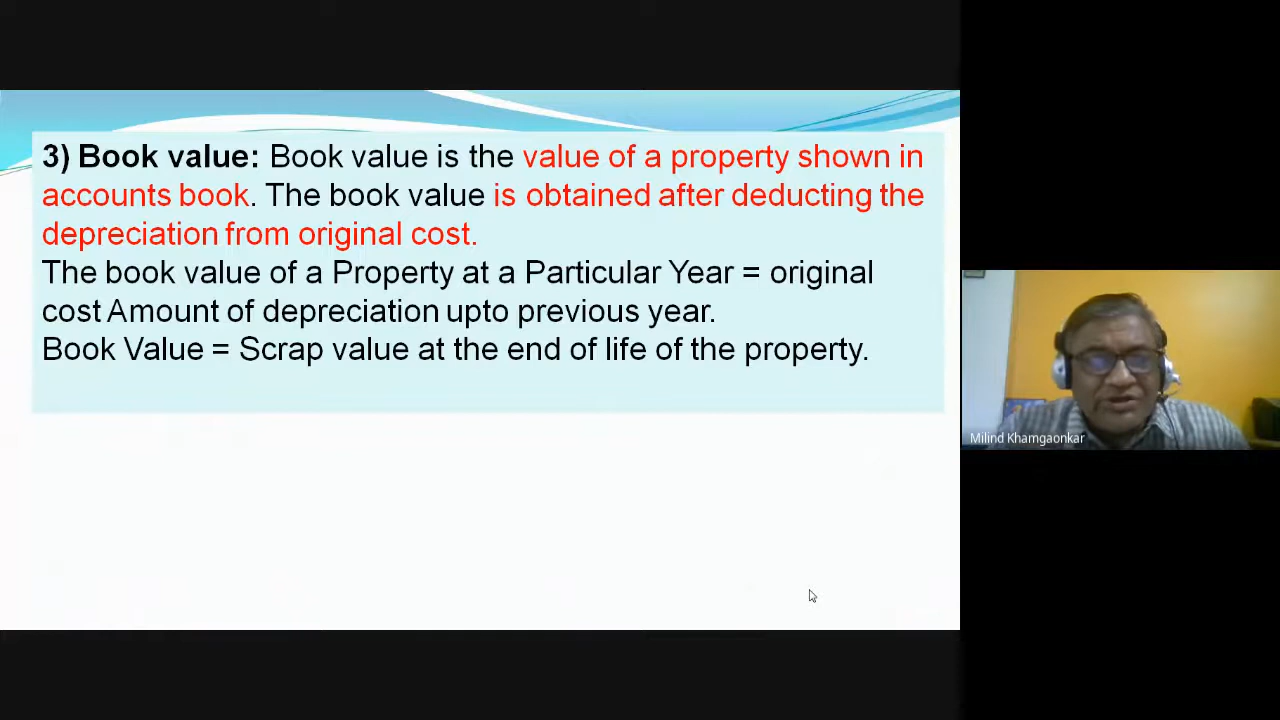 3) Book value: Book value is the value of a property shown in
accounts book. The book value is obtained after deducting the
depreciation from original cost.
The book value of a Property at a Particular Year = original
cost Amount of depreciation upto previous year.
Book Value = Scrap value at the end of life of the property.
Milind Khamgaonkar